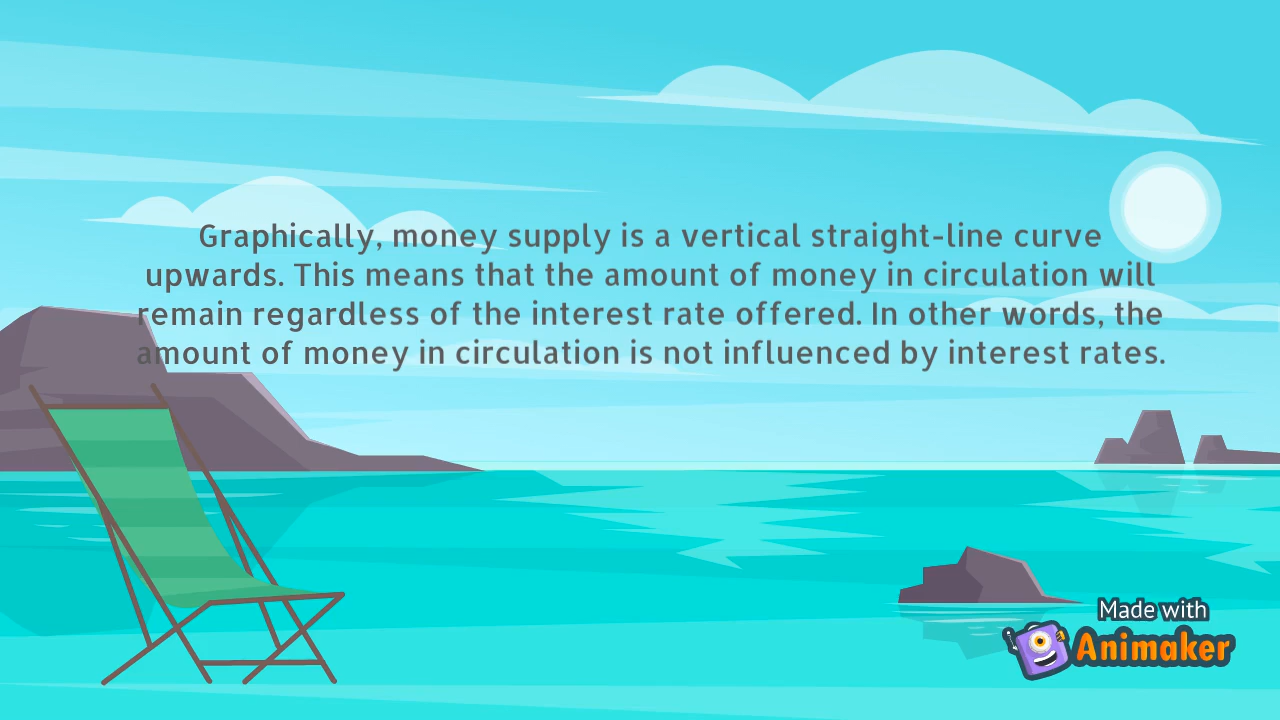 Graphically, money supply is a vertical straight-line curve
upwards. This means that the amount of money in circulation will
remain regardless of the interest rate offered. In other words, the
amount of money in circulation is not influenced by interest rates.
Made with
Animaker